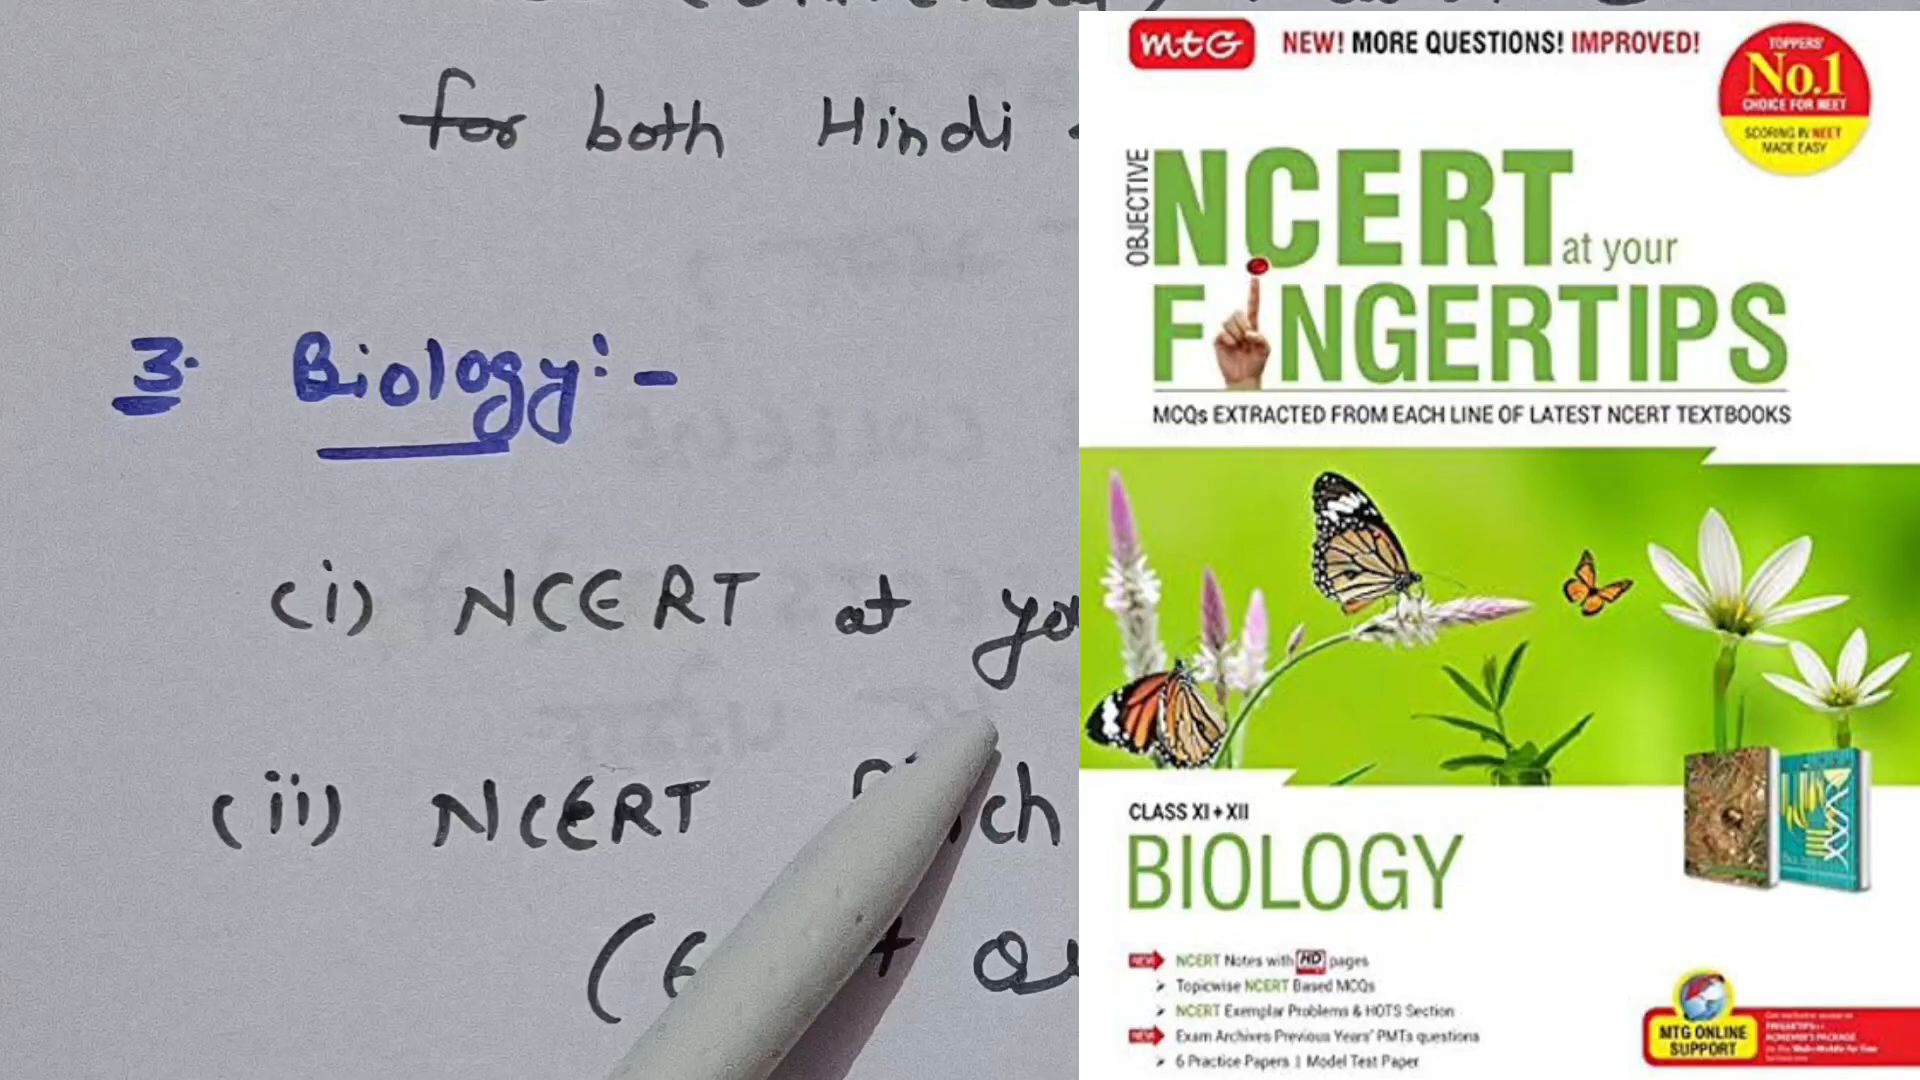 for both Hindi
3. Biology:-
(i) NCERT at
(ii) NCERT
mtG
NEW! MORE QUESTIONS! IMPROVED!
TOPPERS'
No.1
CHOICE FOR NEET
SCORING IN NEET
MADE EASY
OBJECTIVE
NCERT at your
FINGERTIPS
MCQs EXTRACTED FROM EACH LINE OF LATEST NCERT TEXTBOOKS
CLASS XI + XII
BIOLOGY
NEW NCERT Notes with HD pages
Topicwise NCERT Based MCQs
NCERT Exemplar Problems & HOTS Section
NEW Exam Archives Previous Years' PMTs questions
6 Practice Papers | Model Test Paper
MTG ONLINE
SUPPORT